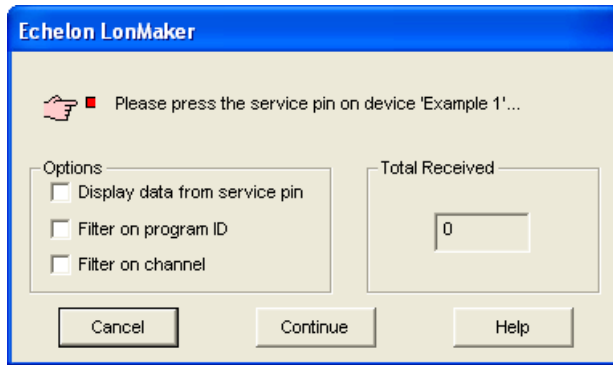 Echelon LonMaker
Please press the service pin on device 'Example 1'...
Options
Display data from service pin
Filter on program ID
Filter on channel
Total Received
0
Cancel
Continue
Help